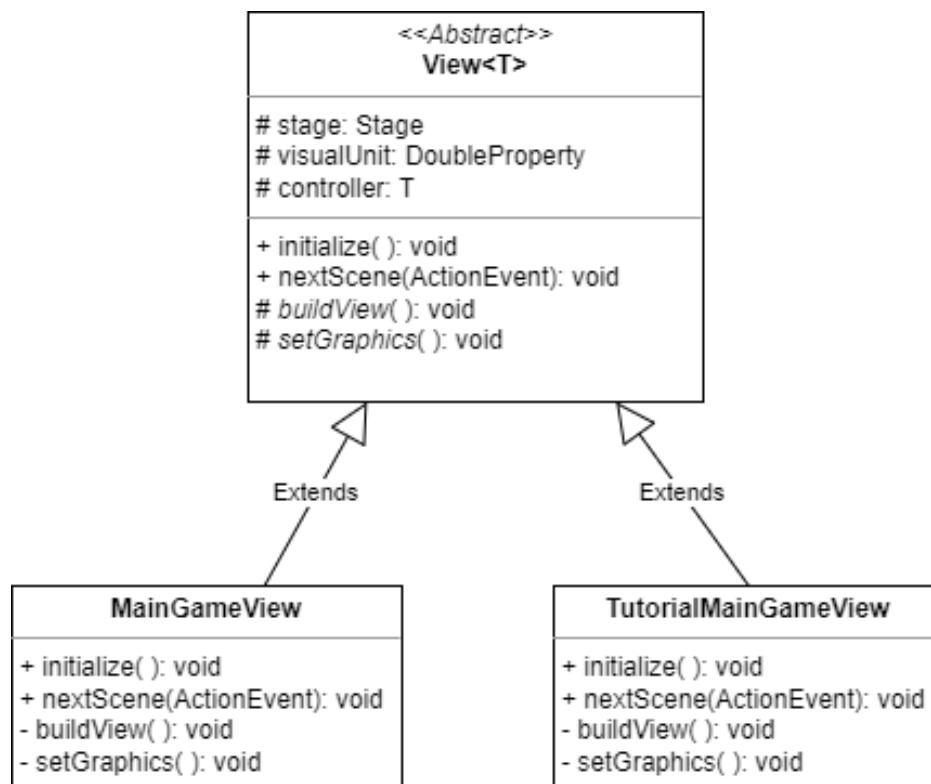 <<Abstract>>
View<T>
# stage: Stage
# visualUnit: DoubleProperty
# controller: T
+ initialize( ): void
+ nextScene(ActionEvent): void
# buildView( ): void
# setGraphics( ): void
Extends
Extends
MainGameView
+ initialize( ): void
+ nextScene(ActionEvent): void
- buildView( ): void
- setGraphics( ): void
TutorialMainGameView
+ initialize( ): void
+ nextScene(ActionEvent): void
- buildView( ): void
- setGraphics( ): void